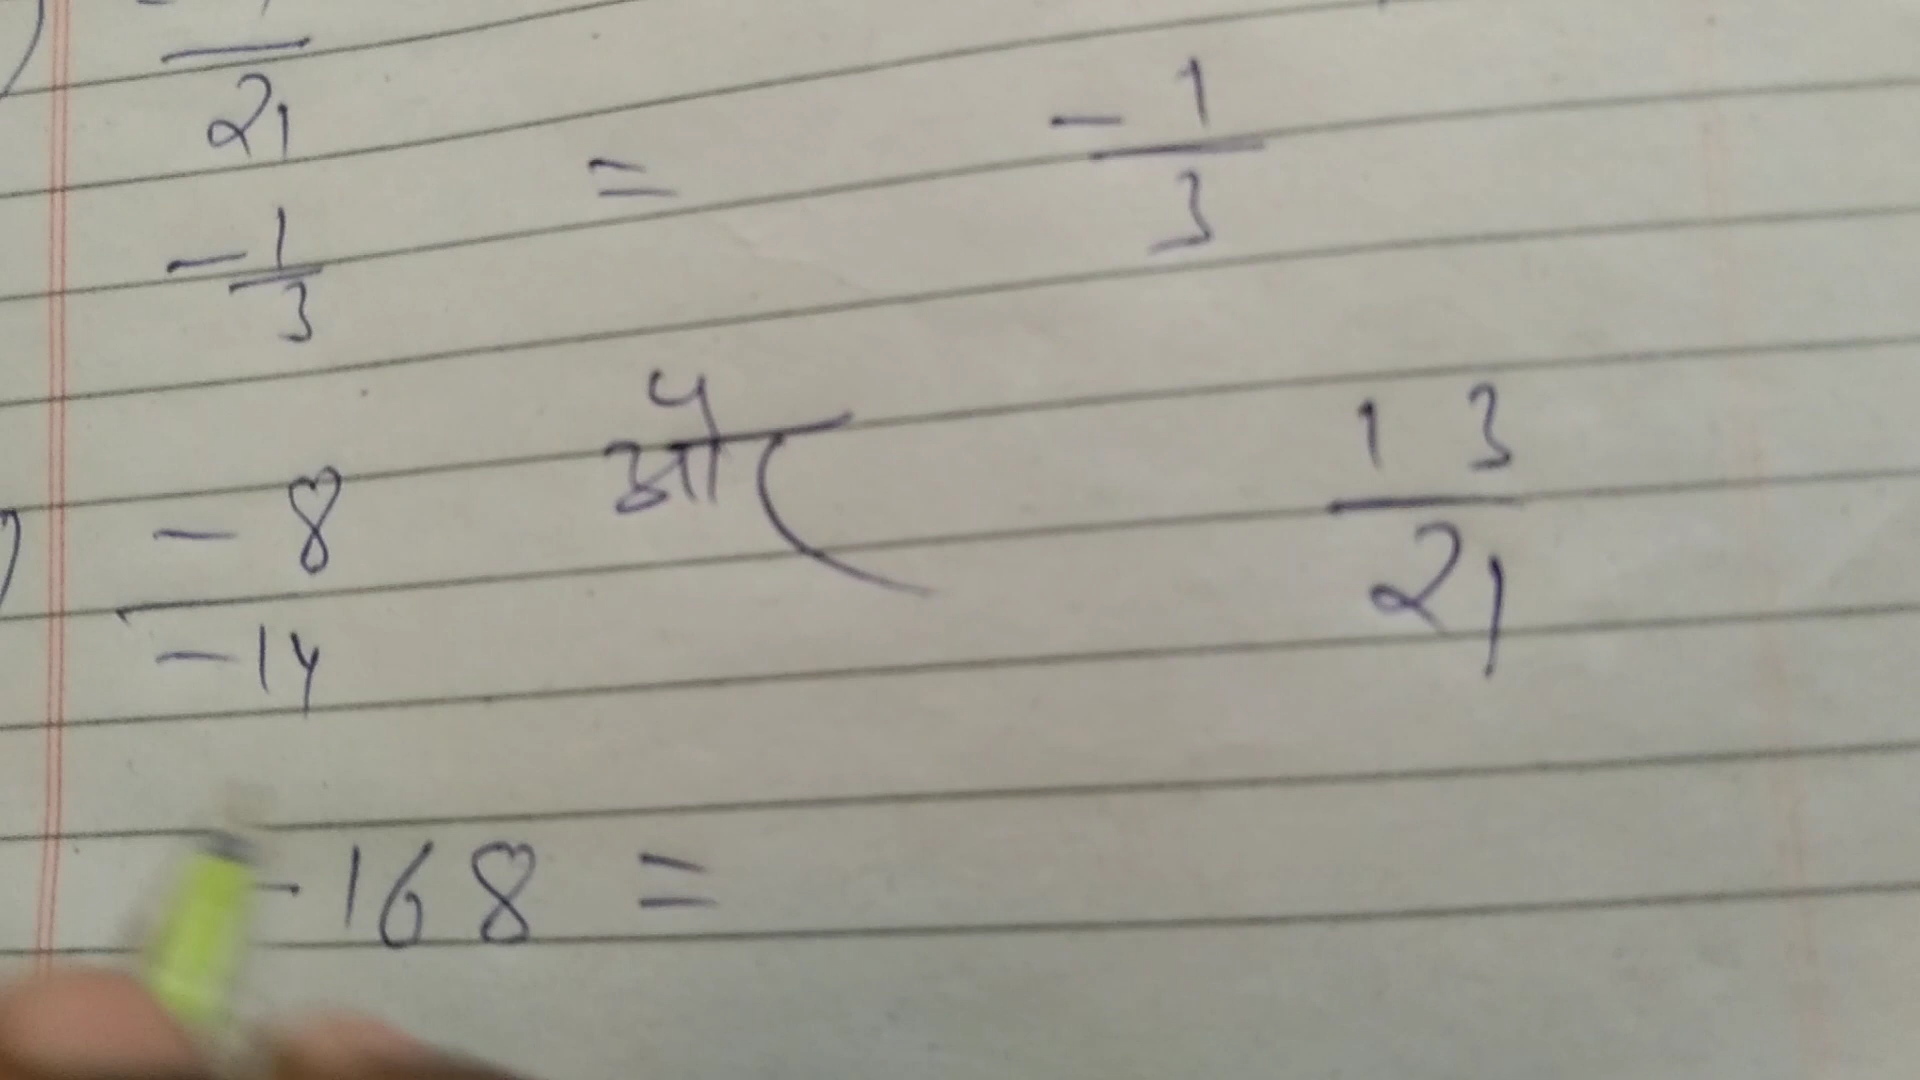 21
= -1/3
-1/3
-8/-14 और 13/21
-168 =